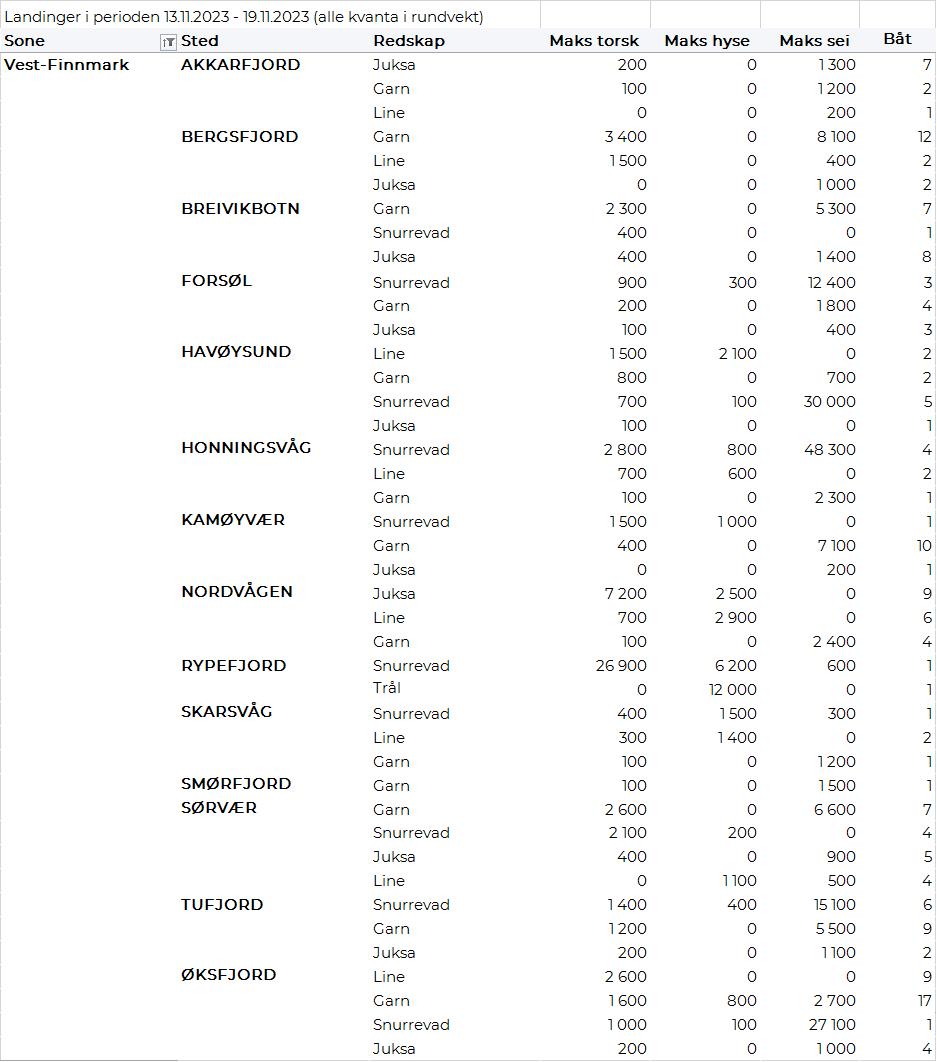 Landinger i perioden 13.11.2023 - 19.11.2023 (alle kvanta i rundvekt)
Sone Sted Redskap Maks torsk Maks hyse Maks sei Båt
Vest-Finnmark AKKARFJORD Juksa 200 0 1 300 7
Garn 100 0 1 200 2
Line 0 0 200 1
BERGSFJORD Garn 3 400 0 8 100 12
Line 1 500 0 400 2
Juksa 0 0 1 000 2
BREIVIKBOTN Garn 2 300 0 5 300 7
Snurrevad 400 0 0 1
Juksa 400 0 1 400 8
FORSØL Snurrevad 900 300 12 400 3
Garn 200 0 1 800 4
Juksa 100 0 400 3
HAVØYSUND Line 1 500 2 100 0 2
Garn 800 0 700 2
Snurrevad 700 100 30 000 5
Juksa 100 0 0 1
HONNINGSVÅG Snurrevad 2 800 800 48 300 4
Line 700 600 0 2
Garn 100 0 2 300 1
KAMØYVÆR Snurrevad 1 500 1 000 0 1
Garn 400 0 7 100 10
Juksa 0 0 200 1
NORDVÅGEN Juksa 7 200 2 500 0 9
Line 700 2 900 0 6
Garn 100 0 2 400 4
RYPEFJORD Snurrevad 26 900 6 200 600 1
Trål 0 12 000 0 1
SKARSVÅG Snurrevad 400 1 500 300 1
Line 300 1 400 0 2
Garn 100 0 1 200 1
SMØRFJORD Garn 100 0 1 500 1
SØRVÆR Garn 2 600 0 6 600 7
Snurrevad 2 100 200 0 4
Juksa 400 0 900 5
Line 0 1 100 500 4
TUFJORD Snurrevad 1 400 400 15 100 6
Garn 1 200 0 5 500 9
Juksa 200 0 1 100 2
ØKSFJORD Line 2 600 0 0 9
Garn 1 600 800 2 700 17
Snurrevad 1 000 100 27 100 1
Juksa 200 0 1 000 4